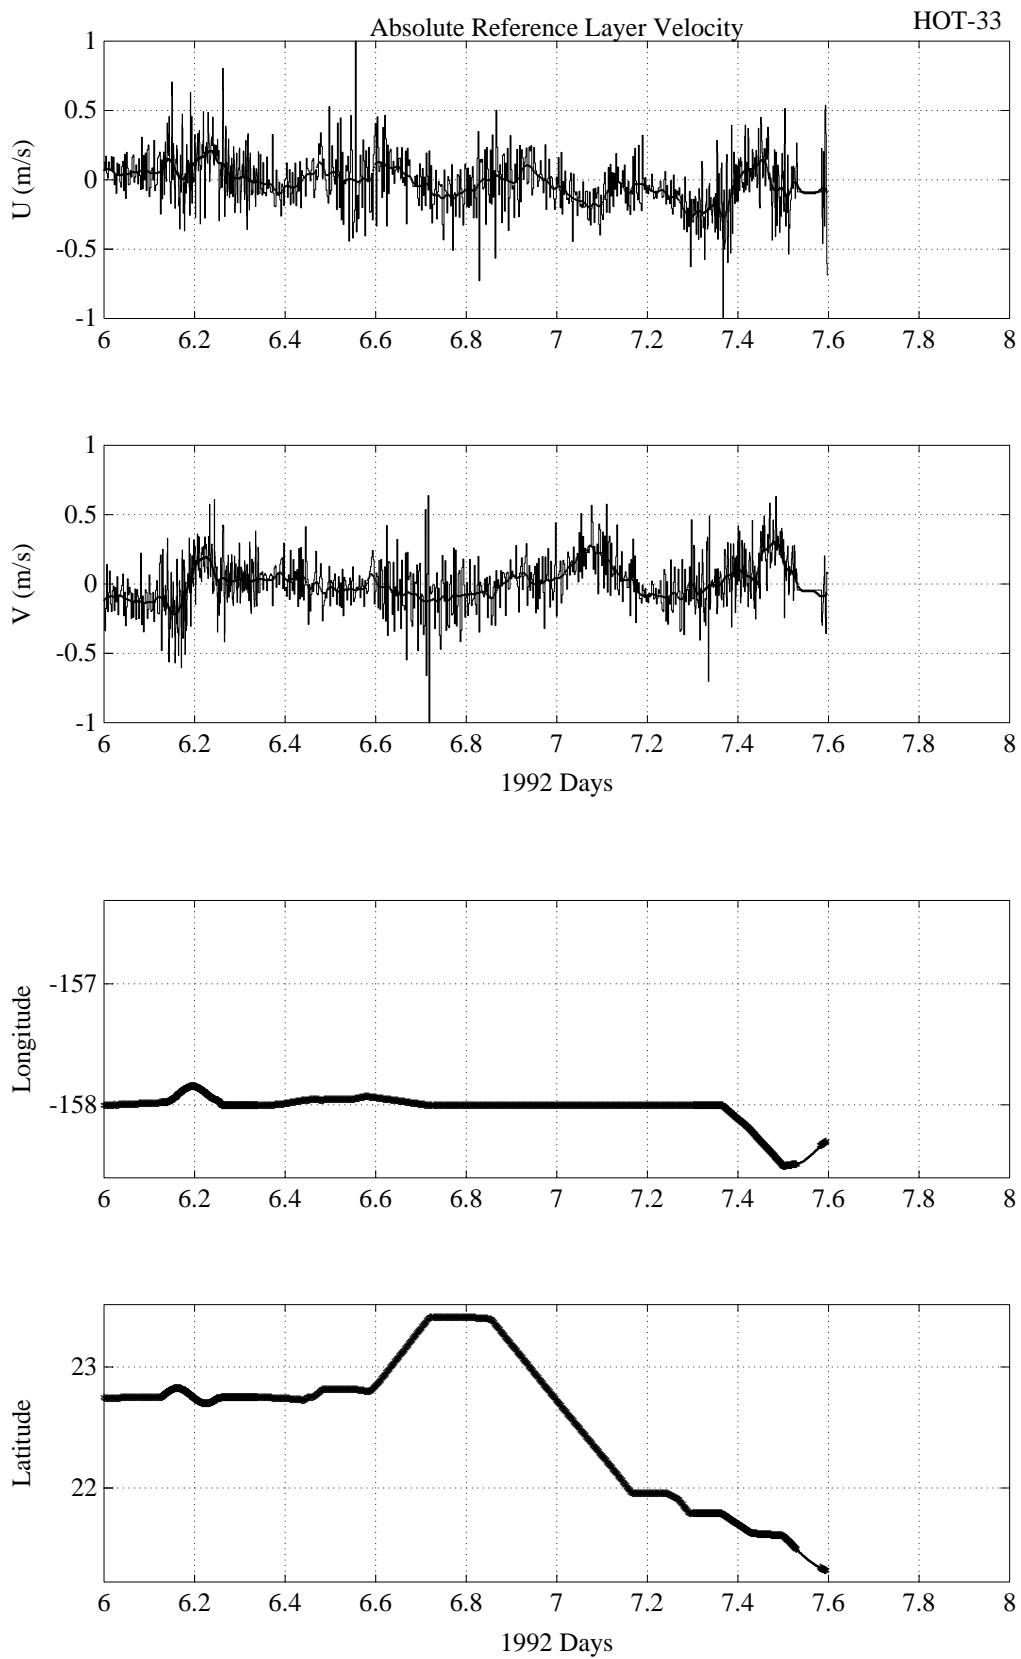 Absolute Reference Layer Velocity HOT-33
1
0.5
0
-0.5
-1
U (m/s)
6 6.2 6.4 6.6 6.8 7 7.2 7.4 7.6 7.8 8
1
0.5
0
-0.5
-1
V (m/s)
6 6.2 6.4 6.6 6.8 7 7.2 7.4 7.6 7.8 8
1992 Days
-157
-158
Longitude
6 6.2 6.4 6.6 6.8 7 7.2 7.4 7.6 7.8 8
23
22
Latitude
6 6.2 6.4 6.6 6.8 7 7.2 7.4 7.6 7.8 8
1992 Days